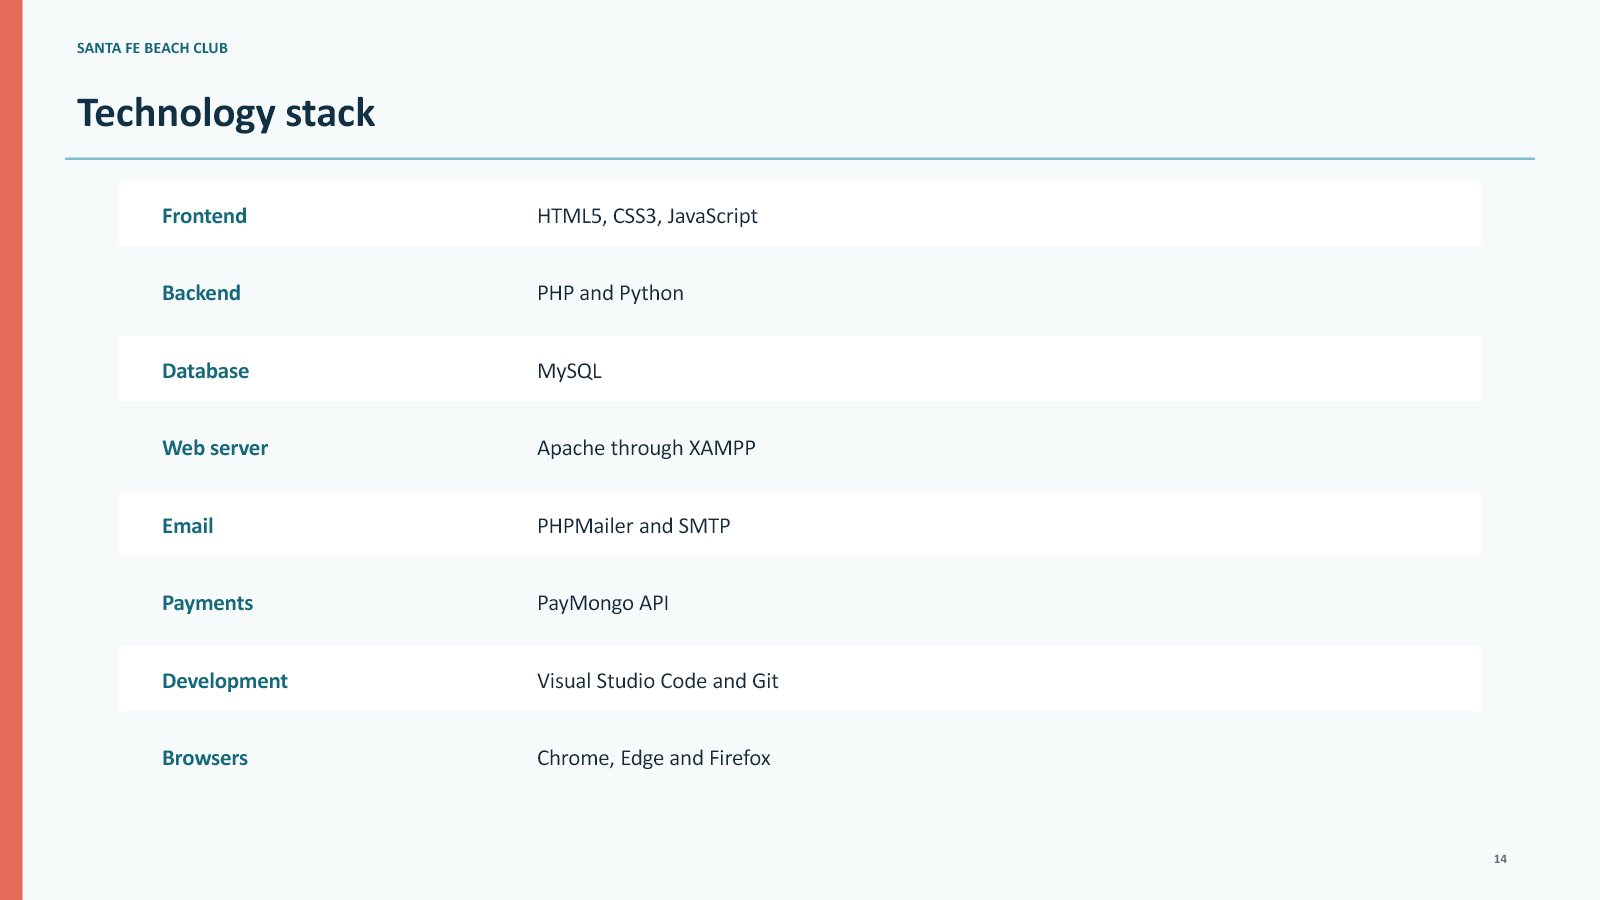 SANTA FE BEACH CLUB
Technology stack
Frontend HTML5, CSS3, JavaScript
Backend PHP and Python
Database MySQL
Web server Apache through XAMPP
Email PHPMailer and SMTP
Payments PayMongo API
Development Visual Studio Code and Git
Browsers Chrome, Edge and Firefox
14